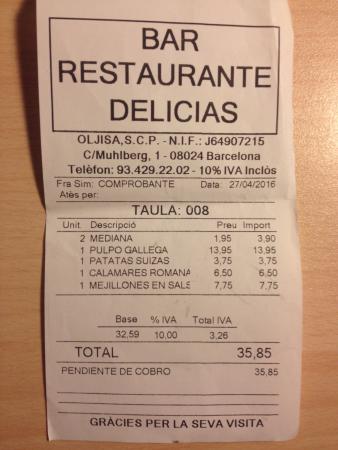 BAR
RESTAURANTE
DELICIAS
OLJISA,S.C.P. - N.I.F.: J64907215
C/Muhlberg, 1 - 08024 Barcelona
Telèfon: 93.429.22.02 - 10% IVA Inclòs
Fra Sim: COMPROBANTE Data: 27/04/2016
Atès per:
TAULA: 008
Unit. Descripció Preu Import
2 MEDIANA 1,95 3,90
1 PULPO GALLEGA 13,95 13,95
1 PATATAS SUIZAS 3,75 3,75
1 CALAMARES ROMANA 6,50 6,50
1 MEJILLONES EN SALS 7,75 7,75
Base % IVA Total IVA
32,59 10,00 3,26
TOTAL 35,85
PENDIENTE DE COBRO 35,85
GRÀCIES PER LA SEVA VISITA